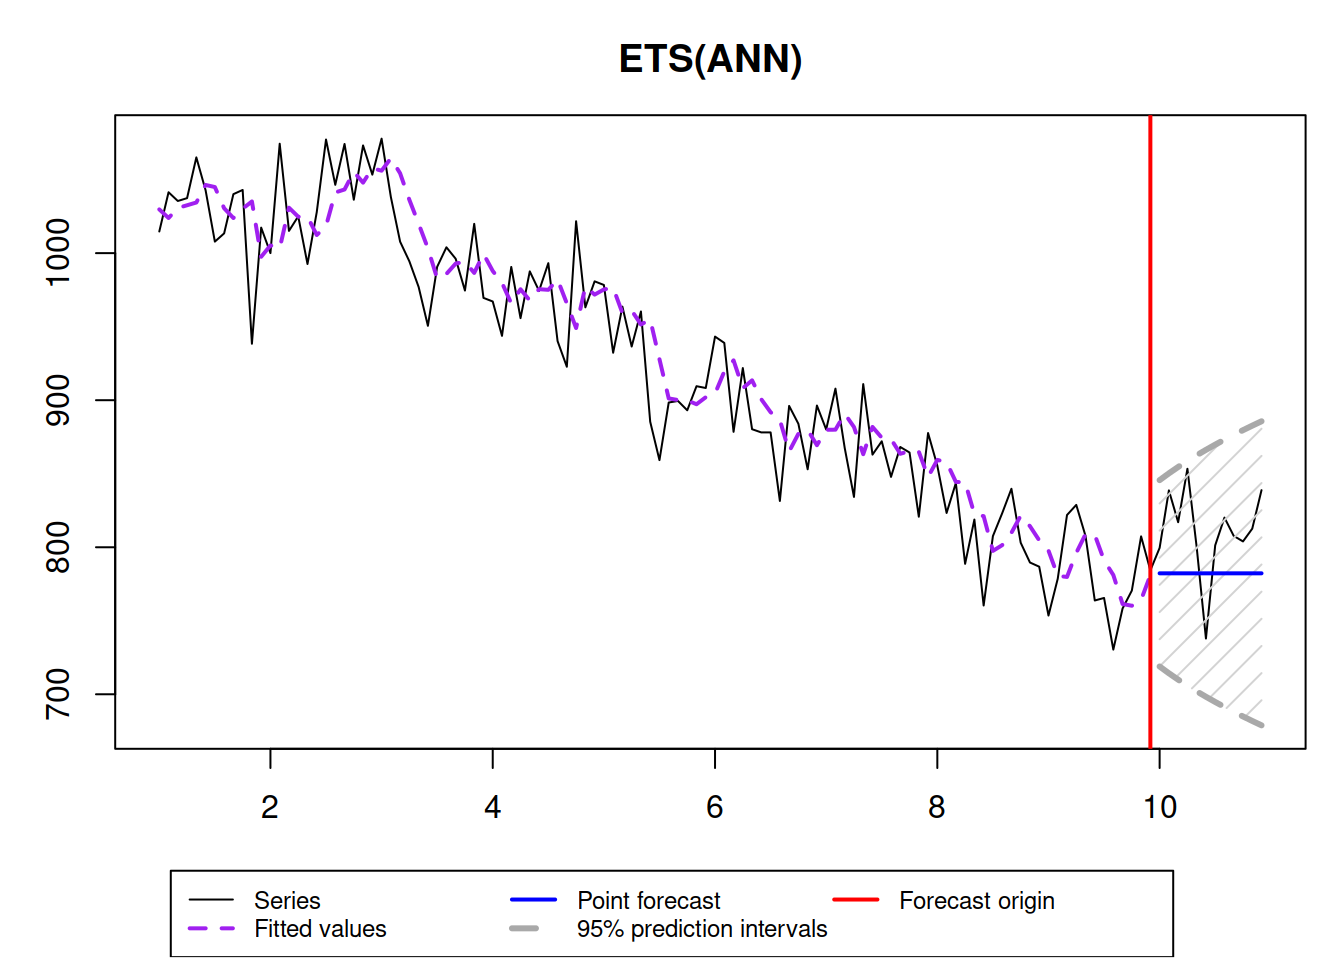 ETS(ANN)
1000
900
800
700
2 4 6 8 10
Series Point forecast Forecast origin
Fitted values 95% prediction intervals